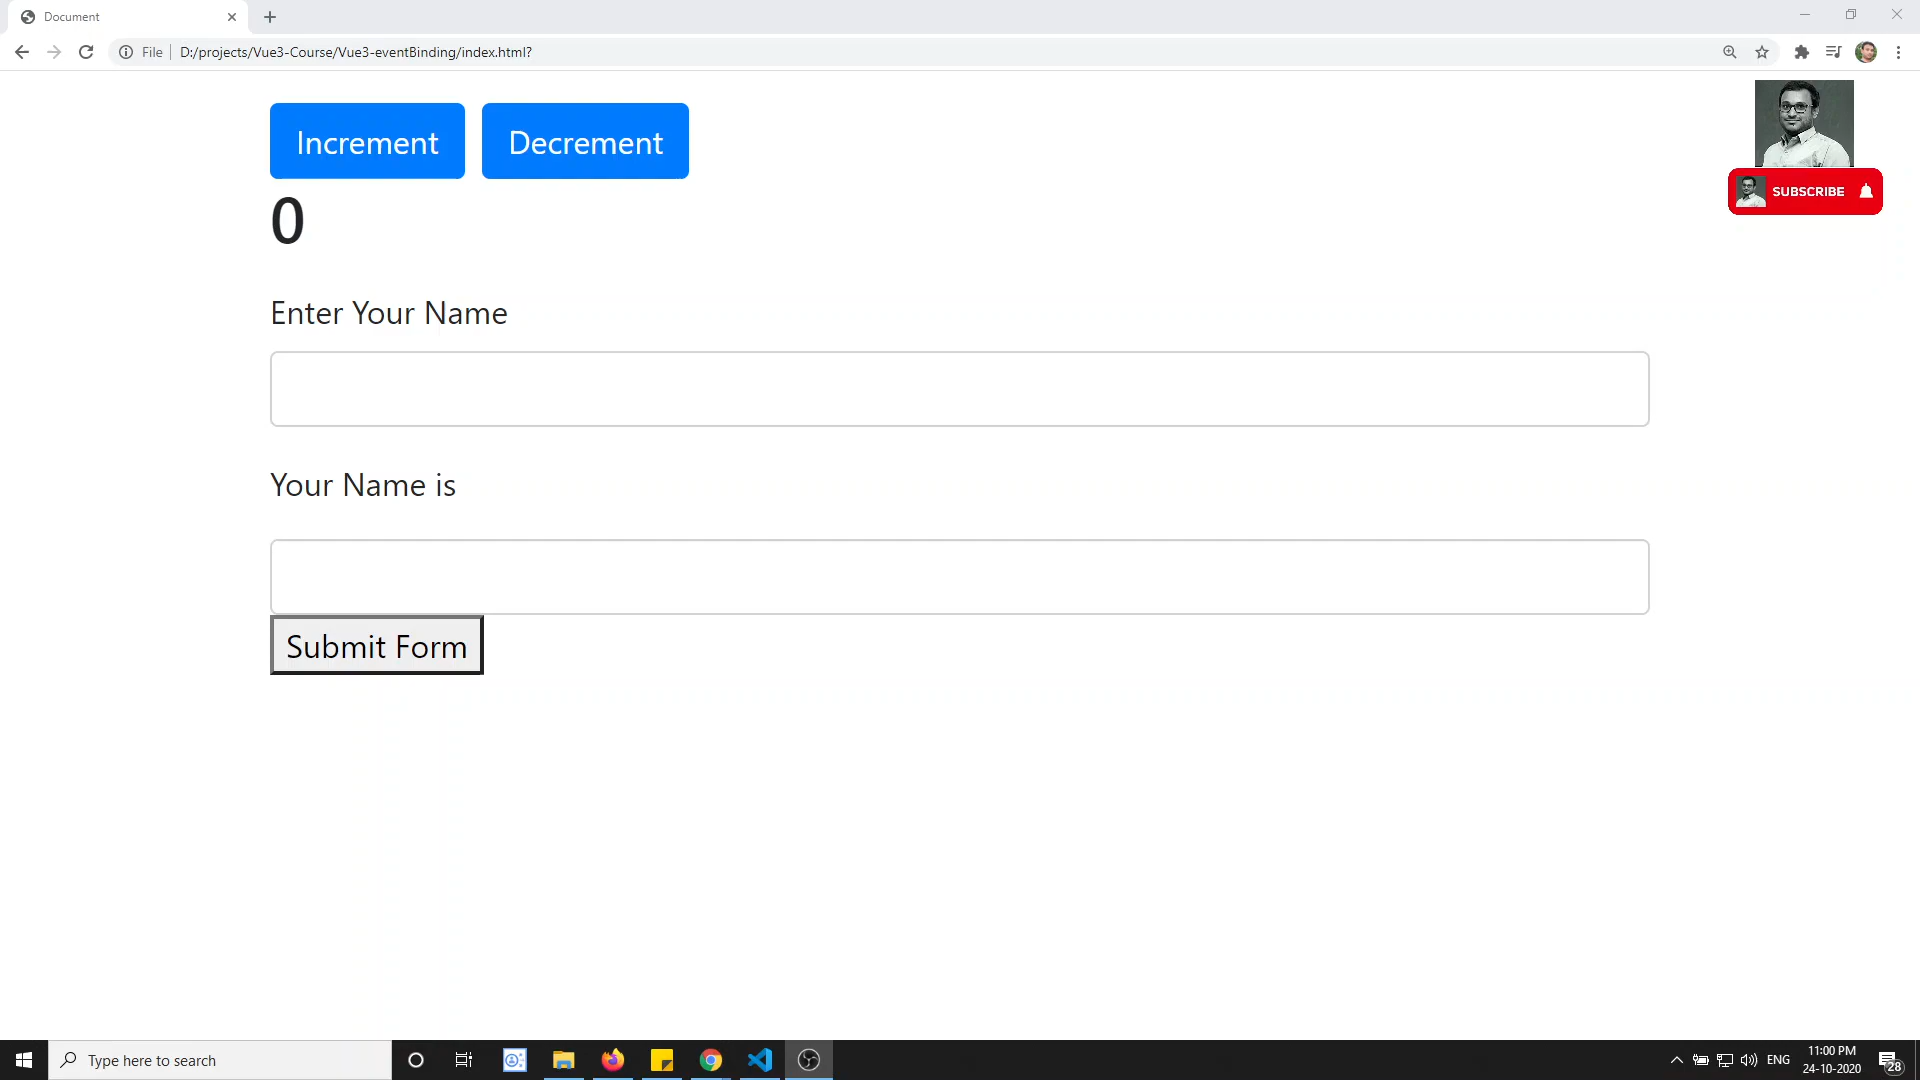 Document
File
D:/projects/Vue3-Course/Vue3-eventBinding/index.html?
Increment
Decrement
SUBSCRIBE
0
Enter Your Name
Your Name is
Submit Form
Type here to search
ENG
11:00 PM
24-10-2020
28